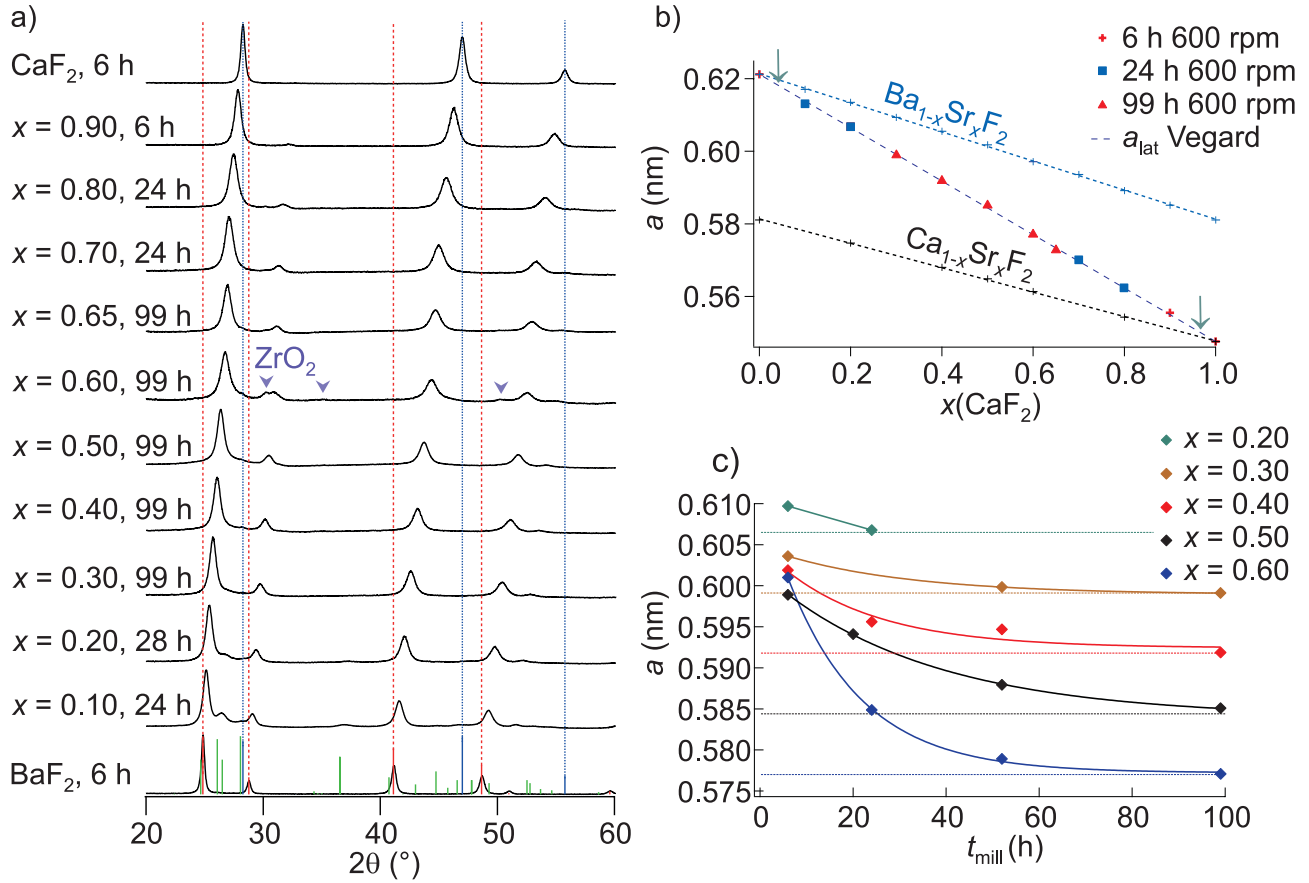 a)
CaF2, 6 h
x = 0.90, 6 h
x = 0.80, 24 h
x = 0.70, 24 h
x = 0.65, 99 h
ZrO2
x = 0.60, 99 h
x = 0.50, 99 h
x = 0.40, 99 h
x = 0.30, 99 h
x = 0.20, 28 h
x = 0.10, 24 h
BaF2, 6 h
20 30 40 50 60
2θ (°)
b)
6 h 600 rpm
24 h 600 rpm
99 h 600 rpm
alat Vegard
Ba1-xSrxF2
Ca1-xSrxF2
a (nm)
0.62
0.60
0.58
0.56
0.0 0.2 0.4 0.6 0.8 1.0
x(CaF2)
c)
x = 0.20
x = 0.30
x = 0.40
x = 0.50
x = 0.60
a (nm)
0.610
0.605
0.600
0.595
0.590
0.585
0.580
0.575
0 20 40 60 80 100
tmill (h)